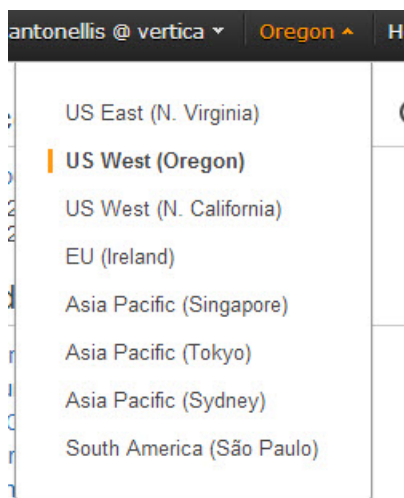 antonellis @ vertica Oregon H
US East (N. Virginia)
US West (Oregon)
US West (N. California)
EU (Ireland)
Asia Pacific (Singapore)
Asia Pacific (Tokyo)
Asia Pacific (Sydney)
South America (São Paulo)